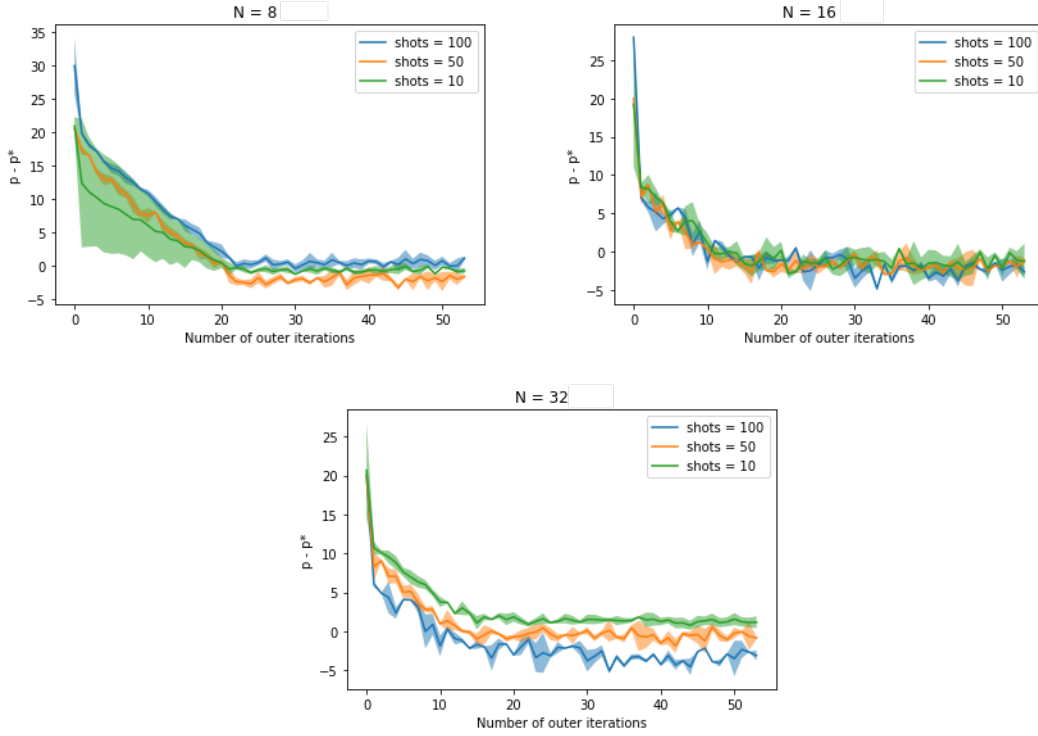 N = 8
35
30
25
20
15
10
5
0
−5
p - p*
shots = 100
shots = 50
shots = 10
0 10 20 30 40 50
Number of outer iterations
N = 16
25
20
15
10
5
0
−5
p - p*
shots = 100
shots = 50
shots = 10
0 10 20 30 40 50
Number of outer iterations
N = 32
25
20
15
10
5
0
−5
p - p*
shots = 100
shots = 50
shots = 10
0 10 20 30 40 50
Number of outer iterations